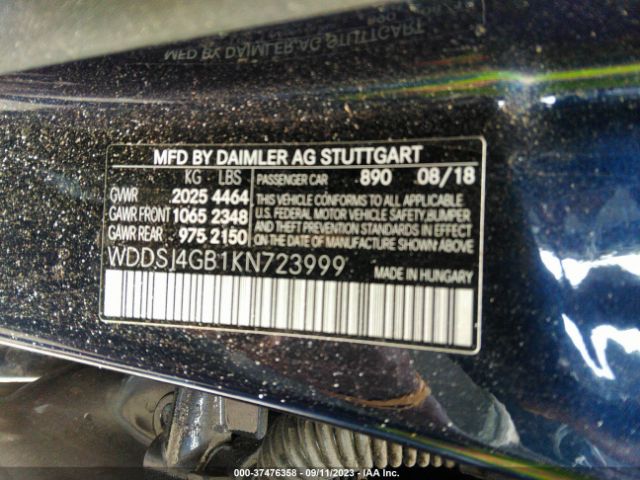 MFD BY DAIMLER AG STUTTGART
KG LBS PASSENGER CAR 890 08/18
GVWR 2025 4464 THIS VEHICLE CONFORMS TO ALL APPLICABLE
GAWR FRONT 1065 2348 U.S. FEDERAL MOTOR VEHICLE SAFETY, BUMPER
GAWR REAR 975 2150 AND THEFT PREVENTION STANDARDS IN EFFECT
ON THE DATE OF MANUFACTURE SHOWN ABOVE.
WDDSJ4GB1KN723999
MADE IN HUNGARY
000-37476358 - 09/11/2023 - IAA Inc.